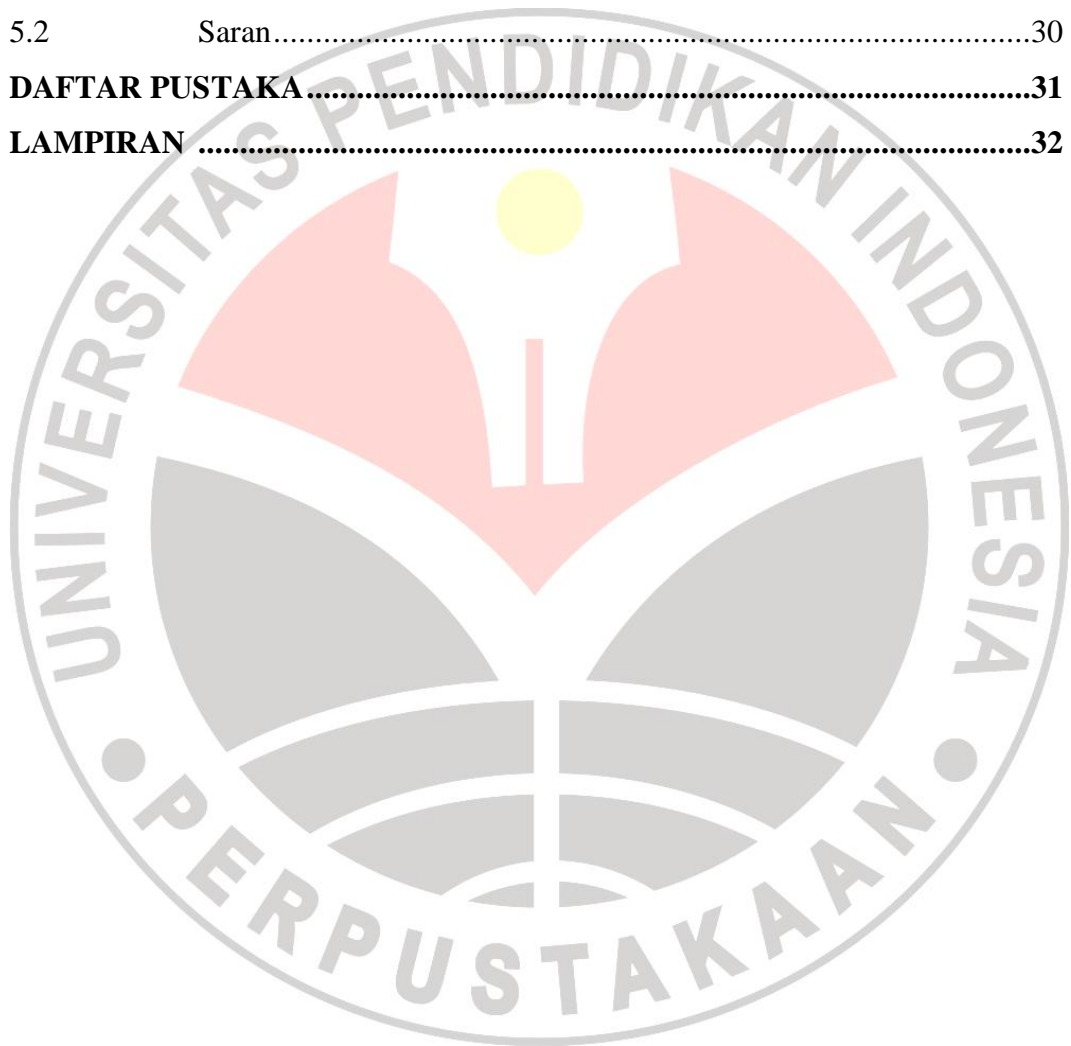 5.2 Saran..............................................................................30
DAFTAR PUSTAKA..........................................................................31
LAMPIRAN .....................................................................................32
UNIVERSITAS PENDIDIKAN INDONESIA
PERPUSTAKAAN